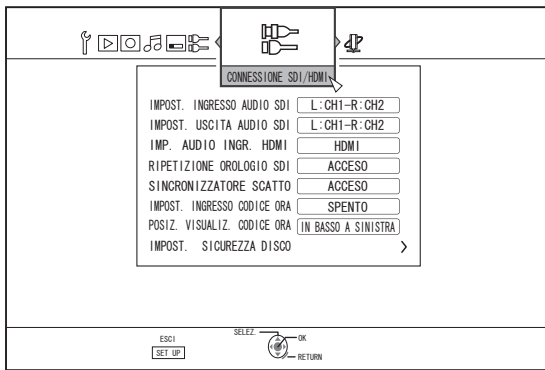 CONNESSIONE SDI/HDMI
IMPOST. INGRESSO AUDIO SDI L:CH1-R:CH2
IMPOST. USCITA AUDIO SDI L:CH1-R:CH2
IMP. AUDIO INGR. HDMI HDMI
RIPETIZIONE OROLOGIO SDI ACCESO
SINCRONIZZATORE SCATTO ACCESO
IMPOST. INGRESSO CODICE ORA SPENTO
POSIZ. VISUALIZ. CODICE ORA IN BASSO A SINISTRA
IMPOST. SICUREZZA DISCO
ESCI
SET UP
SELEZ.
OK
RETURN